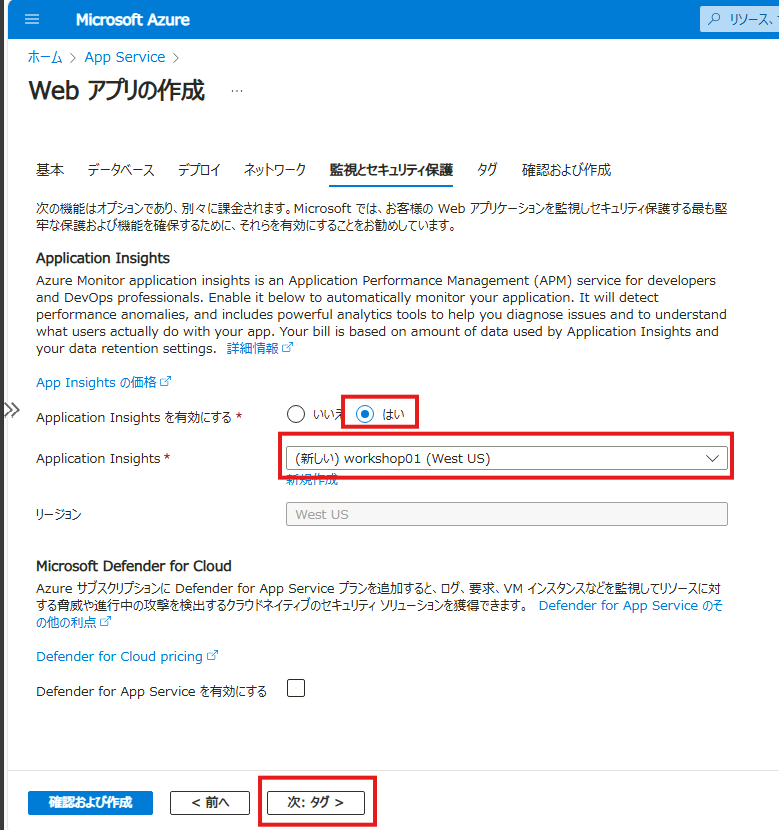 Microsoft Azure
リソース、
ホーム > App Service >
Web アプリの作成 …
基本 データベース デプロイ ネットワーク 監視とセキュリティ保護 タグ 確認および作成
次の機能はオプションであり、別々に課金されます。Microsoft では、お客様の Web アプリケーションを監視しセキュリティ保護する最も堅
牢な保護および機能を確保するために、それらを有効にすることをお勧めしています。
Application Insights
Azure Monitor application insights is an Application Performance Management (APM) service for developers
and DevOps professionals. Enable it below to automatically monitor your application. It will detect
performance anomalies, and includes powerful analytics tools to help you diagnose issues and to understand
what users actually do with your app. Your bill is based on amount of data used by Application Insights and
your data retention settings. 詳細情報
App Insights の価格
Application Insights を有効にする * いいえ はい
Application Insights * (新しい) workshop01 (West US)
新規作成
リージョン West US
Microsoft Defender for Cloud
Azure サブスクリプションに Defender for App Service プランを追加すると、ログ、要求、VM インスタンスなどを監視してリソースに対
する脅威や進行中の攻撃を検出するクラウドネイティブのセキュリティ ソリューションを獲得できます。 Defender for App Service のそ
の他の利点
Defender for Cloud pricing
Defender for App Service を有効にする
確認および作成 < 前へ 次: タグ >